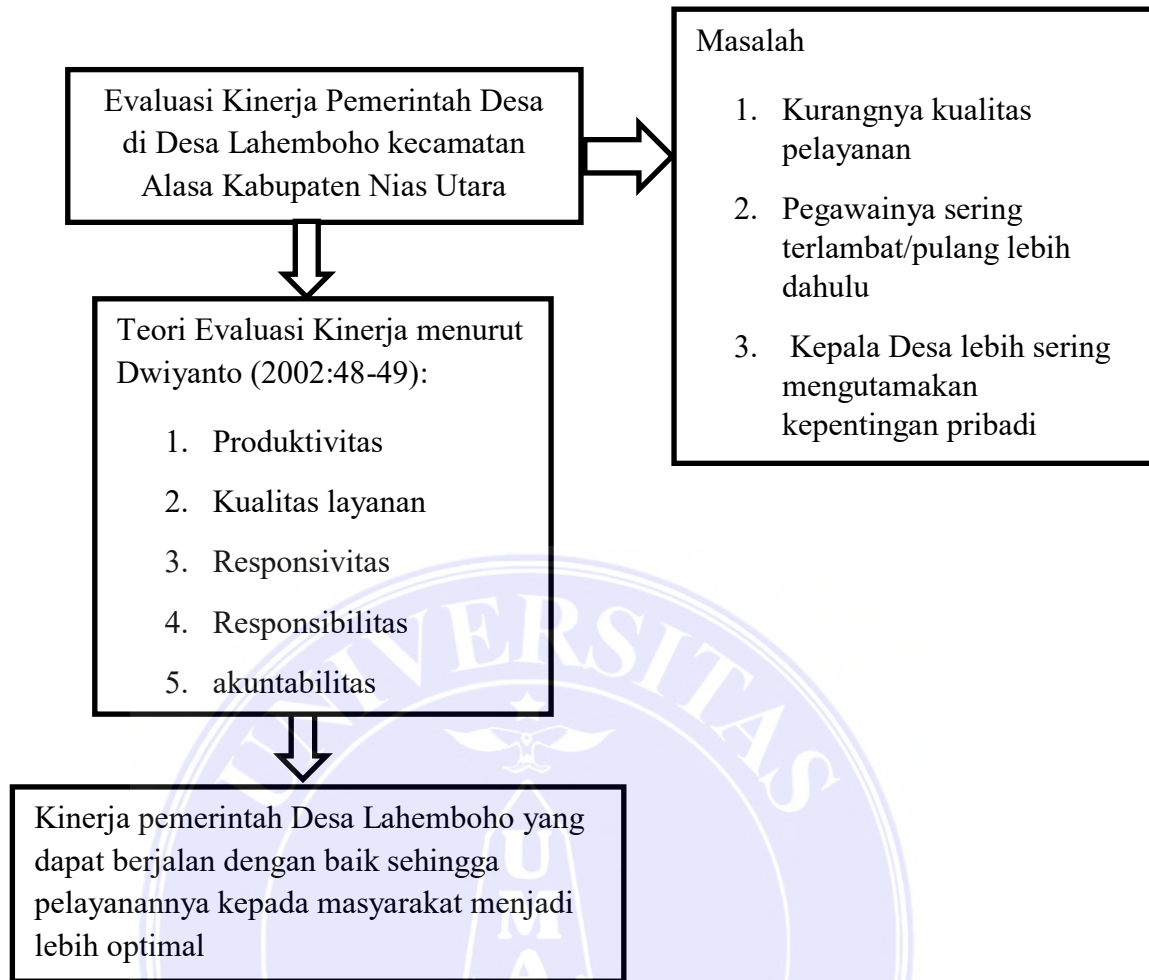 Evaluasi Kinerja Pemerintah Desa
di Desa Lahemboho kecamatan
Alasa Kabupaten Nias Utara
Masalah
1. Kurangnya kualitas
pelayanan
2. Pegawainya sering
terlambat/pulang lebih
dahulu
3. Kepala Desa lebih sering
mengutamakan
kepentingan pribadi
Teori Evaluasi Kinerja menurut
Dwiyanto (2002:48-49):
1. Produktivitas
2. Kualitas layanan
3. Responsivitas
4. Responsibilitas
5. akuntabilitas
Kinerja pemerintah Desa Lahemboho yang
dapat berjalan dengan baik sehingga
pelayanannya kepada masyarakat menjadi
lebih optimal
UNIVERSITAS
U
M
A